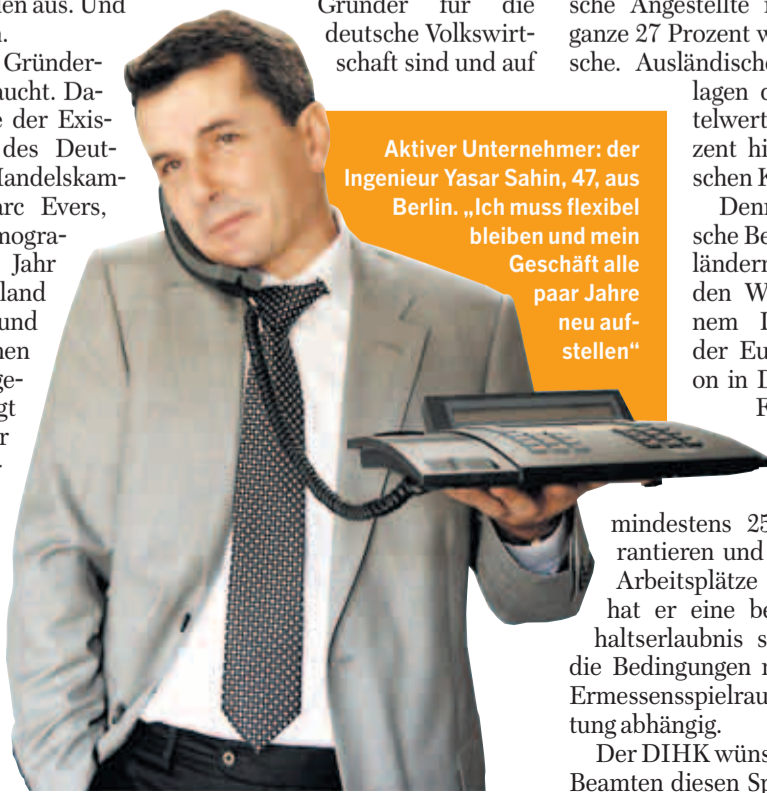 aus. Und
Gründer-
aucht. Da-
der Exis-
des Deut-
Handelskam-
arc Evers,
mogra-
Jahr
land
und
nen
ge-
gt
r
Gründer für die
deutsche Volkswirt-
schaft sind und auf
Aktiver Unternehmer: der
Ingenieur Yasar Sahin, 47, aus
Berlin. „Ich muss flexibel
bleiben und mein
Geschäft alle
paar Jahre
neu auf-
stellen“
sche Angestellte
ganze 27 Prozent w
sche. Ausländische
lagen
telwert
zent hi
schen K
Denn
sche Be
ländern
den W
nem
der Eu
on in D
F
mindestens 25
rantieren und
Arbeitsplätze
hat er eine be
haltserlaubnis s
die Bedingungen
Ermessensspielrau
tung abhängig.
Der DIHK wüns
Beamten diesen Sp